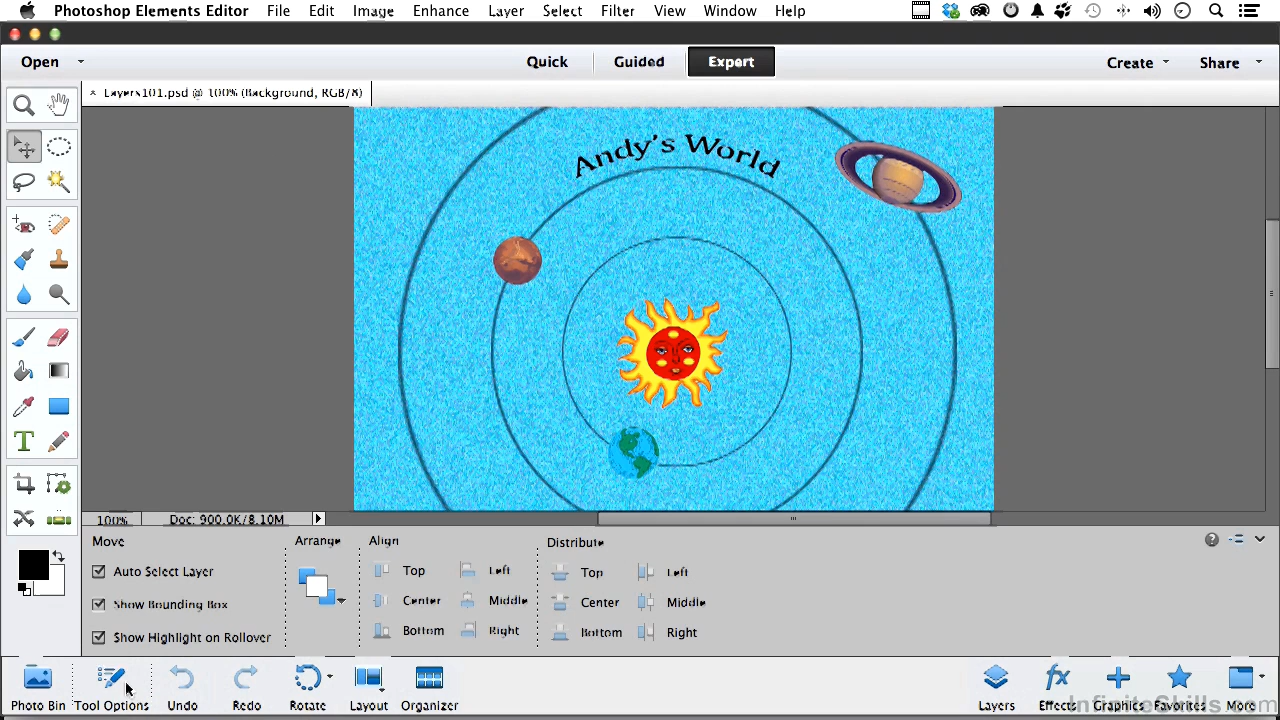 Photoshop Elements Editor File Edit Image Enhance Layer Select Filter View Window Help
Open Quick Guided Expert Create Share
× Layers101.psd @ 100% (Background, RGB/8)
Andy's World
100% Doc: 900.0K/8.10M
Move Arrange Align Distribute
Auto Select Layer Top Left Top Left
Show Bounding Box Center Middle Center Middle
Show Highlight on Rollover Bottom Right Bottom Right
Photo Bin Tool Options Undo Redo Rotate Layout Organizer Layers Effects Graphics Favorites More
InfiniteSkills.com